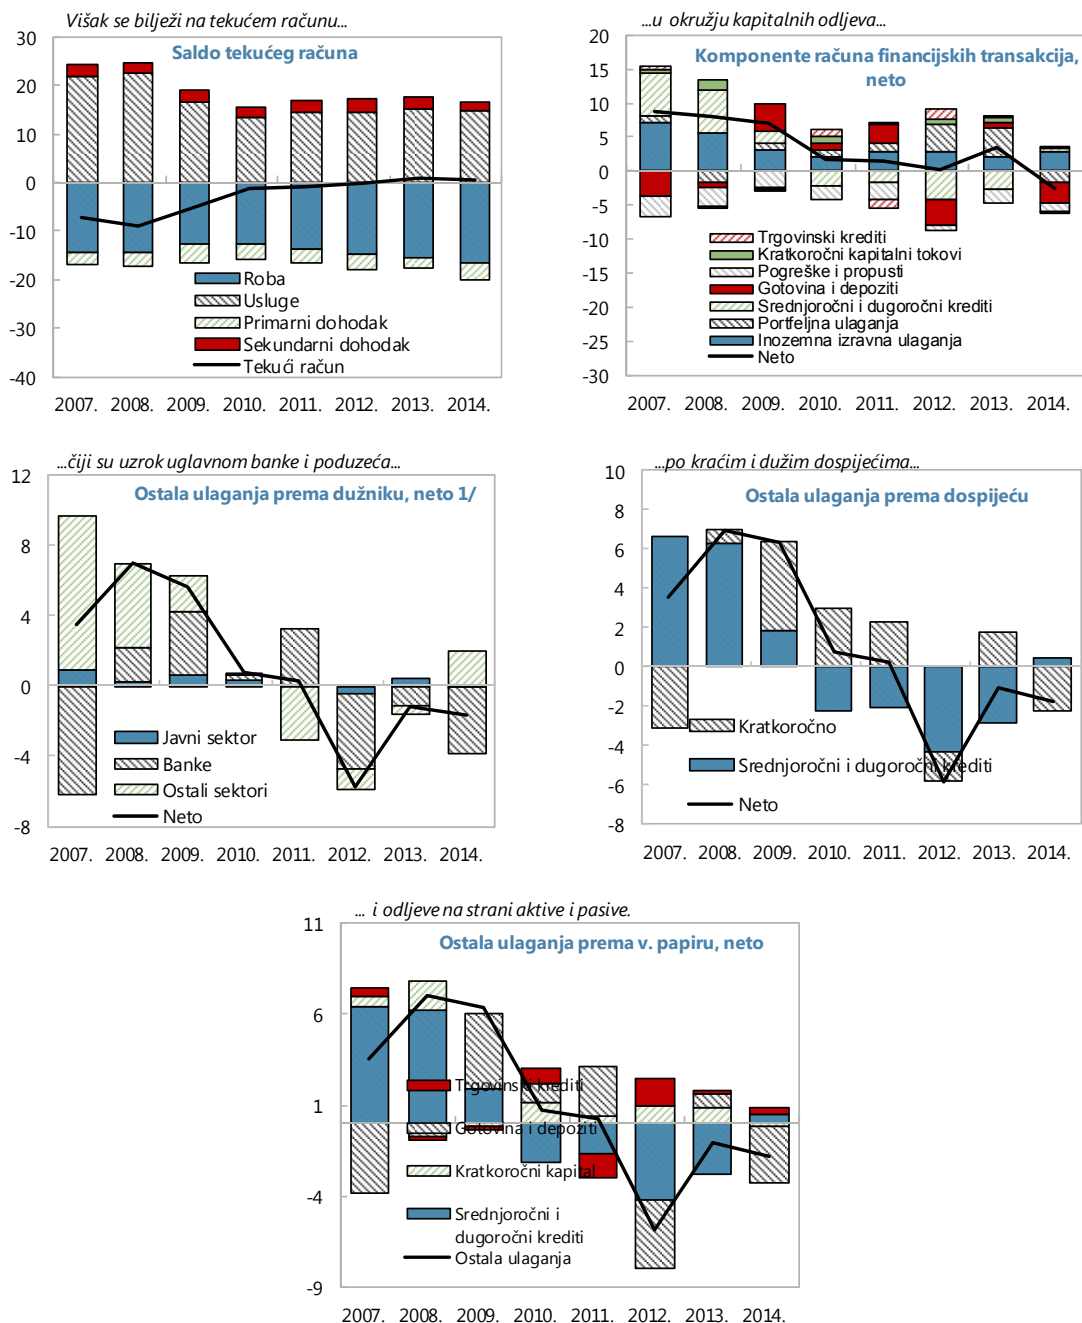 Višak se bilježi na tekućem računu...
Saldo tekućeg računa
30
20
10
0
-10
-20
-30
-40
Roba
Usluge
Primarni dohodak
Sekundarni dohodak
Tekući račun
2007. 2008. 2009. 2010. 2011. 2012. 2013. 2014.
...u okružju kapitalnih odljeva...
Komponente računa financijskih transakcija,
neto
20
15
10
5
0
-5
-10
-15
-20
-25
-30
Trgovinski krediti
Kratkoročni kapitalni tokovi
Pogreške i propusti
Gotovina i depoziti
Srednjoročni i dugoročni krediti
Portfeljna ulaganja
Inozemna izravna ulaganja
Neto
2007. 2008. 2009. 2010. 2011. 2012. 2013. 2014.
...čiji su uzrok uglavnom banke i poduzeća...
Ostala ulaganja prema dužniku, neto 1/
12
8
4
0
-4
-8
Javni sektor
Banke
Ostali sektori
Neto
2007. 2008. 2009. 2010. 2011. 2012. 2013. 2014.
...po kraćim i dužim dospijećima...
Ostala ulaganja prema dospijeću
10
8
6
4
2
0
-2
-4
-6
-8
Kratkoročno
Srednjoročni i dugoročni krediti
Neto
2007. 2008. 2009. 2010. 2011. 2012. 2013. 2014.
... i odljeve na strani aktive i pasive.
Ostala ulaganja prema v. papiru, neto
11
6
1
-4
-9
Trgovinski krediti
Gotovina i depoziti
Kratkoročni kapital
Srednjoročni i
dugoročni krediti
Ostala ulaganja
2007. 2008. 2009. 2010. 2011. 2012. 2013. 2014.